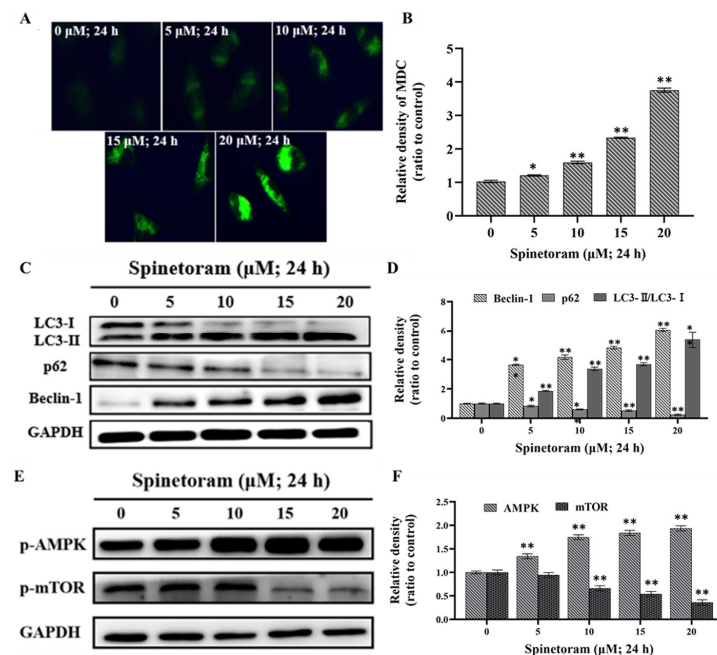 A
0 μM; 24 h
5 μM; 24 h
10 μM; 24 h
15 μM; 24 h
20 μM; 24 h
B
Relative density of MDC
(ratio to control)
5
4
3
2
1
0
*
**
**
**
0 5 10 15 20
Spinetoram (μM; 24 h)
C
Spinetoram (μM; 24 h)
0 5 10 15 20
LC3-I
LC3-II
p62
Beclin-1
GAPDH
D
Beclin-1 p62 LC3-Ⅱ/LC3-Ⅰ
Relative density
(ratio to control)
8
6
4
2
0
* * * ** ** * * ** ** ** ** ** ** * *
0 5 10 15 20
Spinetoram (μM; 24 h)
E
Spinetoram (μM; 24 h)
0 5 10 15 20
p-AMPK
p-mTOR
GAPDH
F
AMPK mTOR
Relative density
(ratio to control)
2.5
2.0
1.5
1.0
0.5
0.0
** ** ** ** ** ** **
0 5 10 15 20
Spinetoram (μM; 24 h)